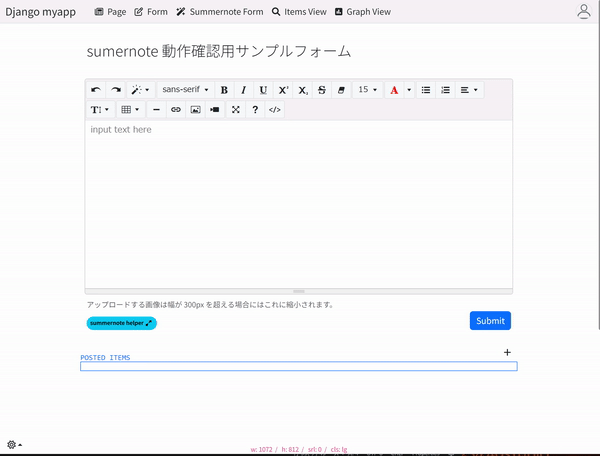 Django myapp Page Form Summernote Form Items View Graph View
sumernote 動作確認用サンプルフォーム
sans-serif B I U X¹ X₁ S 15 A
T
? </>
input text here
アップロードする画像は幅が 300px を超える場合にはこれに縮小されます。
summernote helper
Submit
POSTED ITEMS
+
w: 1072 / h: 812 / srl: 0 / cls: lg